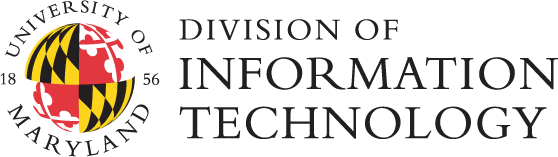 UNIVERSITY OF
18 56
MARYLAND
DIVISION OF
INFORMATION
TECHNOLOGY